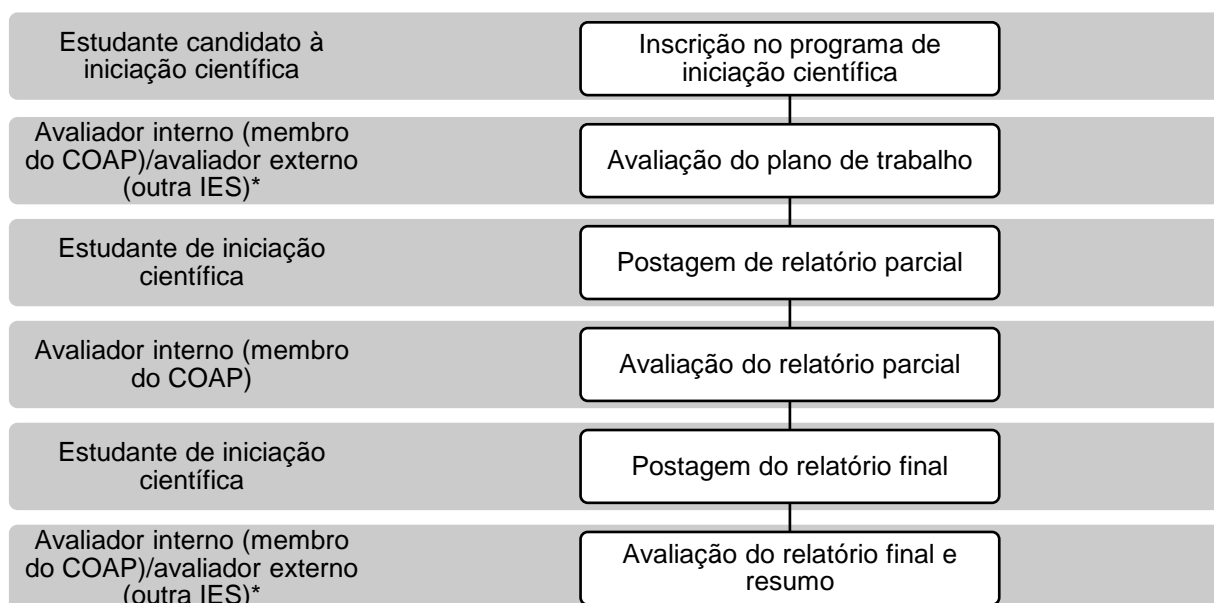 Estudante candidato à
iniciação científica
Inscrição no programa de
iniciação científica
Avaliador interno (membro
do COAP)/avaliador externo
(outra IES)*
Avaliação do plano de trabalho
Estudante de iniciação
científica
Postagem de relatório parcial
Avaliador interno (membro
do COAP)
Avaliação do relatório parcial
Estudante de iniciação
científica
Postagem do relatório final
Avaliador interno (membro
do COAP)/avaliador externo
(outra IES)*
Avaliação do relatório final e
resumo